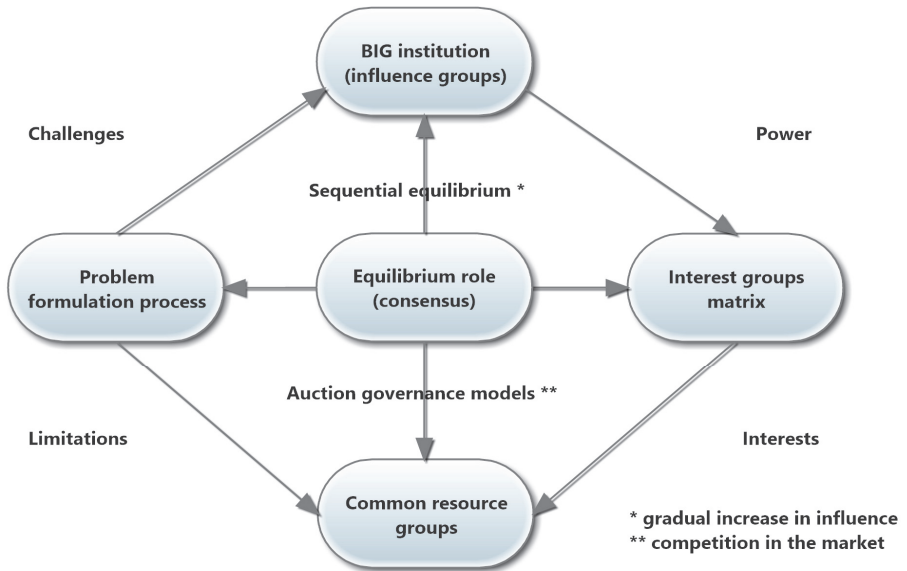 BIG institution
(influence groups)
Challenges
Power
Sequential equilibrium *
Problem
formulation process
Equilibrium role
(consensus)
Interest groups
matrix
Auction governance models **
Limitations
Interests
Common resource
groups
* gradual increase in influence
** competition in the market